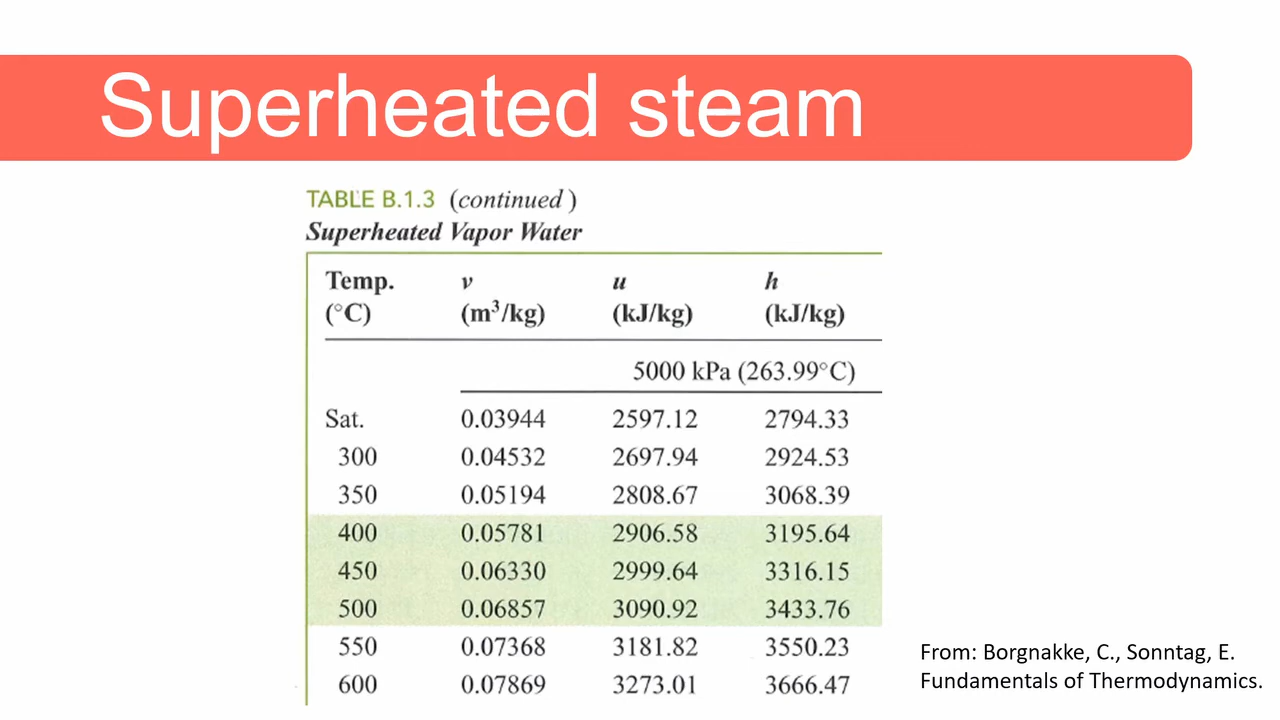 Superheated steam
TABLE B.1.3 (continued)
Superheated Vapor Water
Temp. v u h
(°C) (m³/kg) (kJ/kg) (kJ/kg)
5000 kPa (263.99°C)
Sat. 0.03944 2597.12 2794.33
300 0.04532 2697.94 2924.53
350 0.05194 2808.67 3068.39
400 0.05781 2906.58 3195.64
450 0.06330 2999.64 3316.15
500 0.06857 3090.92 3433.76
550 0.07368 3181.82 3550.23
600 0.07869 3273.01 3666.47
From: Borgnakke, C., Sonntag, E.
Fundamentals of Thermodynamics.